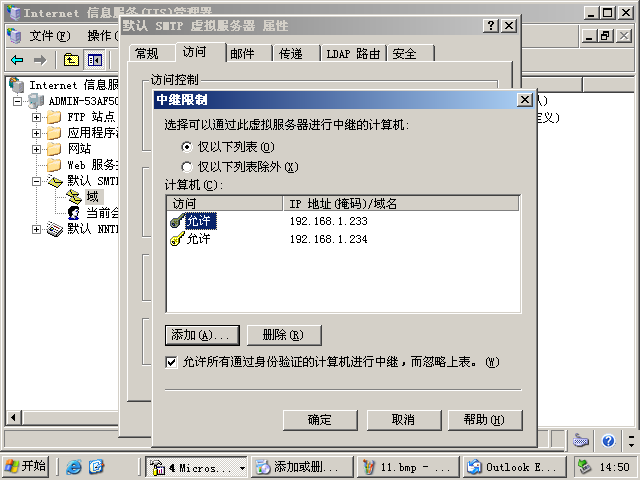 Internet 信息服务(IIS)管理器
文件(F) 操作(
默认 SMTP 虚拟服务器 属性
常规 访问 邮件 传递 LDAP 路由 安全
访问控制
Internet 信息服
ADMIN-53AF50
FTP 站点
应用程序
网站
Web 服务
默认 SMTP
域
当前会
默认 NNTP
定义)
中继限制
选择可以通过此虚拟服务器进行中继的计算机:
仅以下列表(O)
仅以下列表除外(X)
计算机(C):
访问 IP 地址(掩码)/域名
允许 192.168.1.233
允许 192.168.1.234
添加(A)... 删除(R)
允许所有通过身份验证的计算机进行中继，而忽略上表。(W)
确定 取消 帮助(H)
开始 4 Micros... 添加或删... 11.bmp - ... Outlook E... 14:50